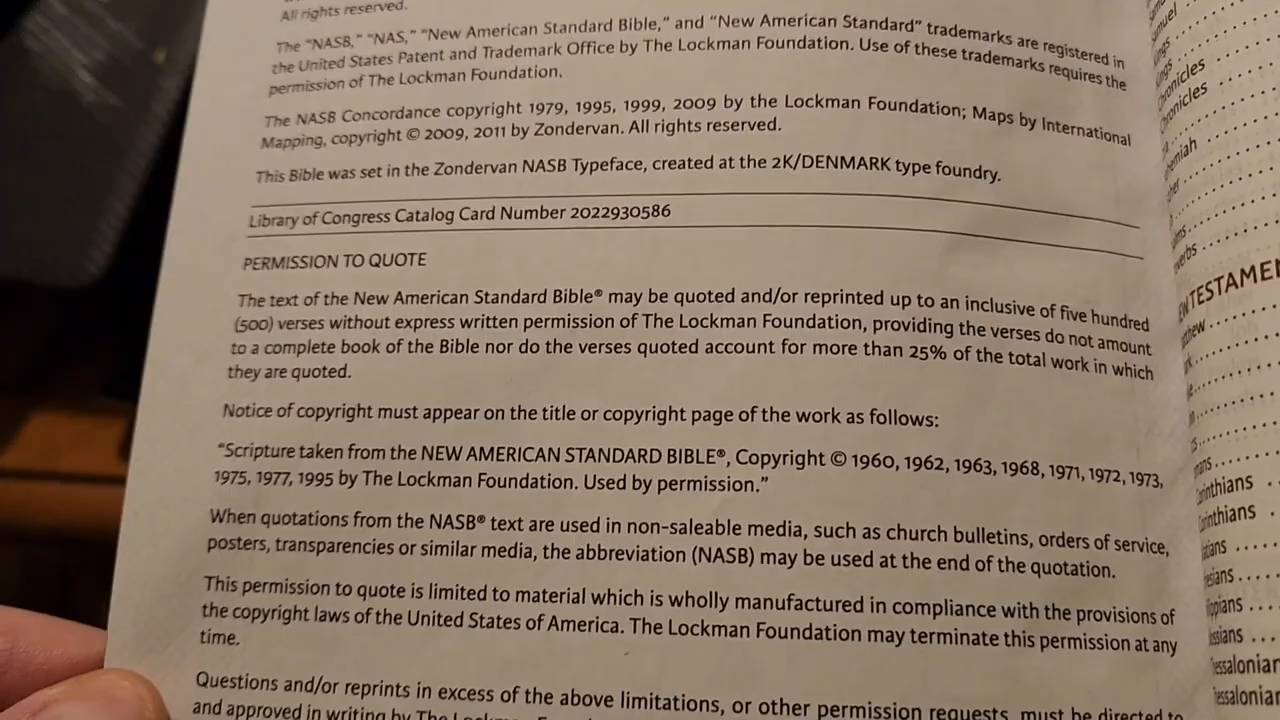 All rights reserved.
The “NASB,” “NAS,” “New American Standard Bible,” and “New American Standard” trademarks are registered in
the United States Patent and Trademark Office by The Lockman Foundation. Use of these trademarks requires the
permission of The Lockman Foundation.
The NASB Concordance copyright 1979, 1995, 1999, 2009 by the Lockman Foundation; Maps by International
Mapping, copyright © 2009, 2011 by Zondervan. All rights reserved.
This Bible was set in the Zondervan NASB Typeface, created at the 2K/DENMARK type foundry.
Library of Congress Catalog Card Number 2022930586
PERMISSION TO QUOTE
The text of the New American Standard Bible® may be quoted and/or reprinted up to an inclusive of five hundred
(500) verses without express written permission of The Lockman Foundation, providing the verses do not amount
to a complete book of the Bible nor do the verses quoted account for more than 25% of the total work in which
they are quoted.
Notice of copyright must appear on the title or copyright page of the work as follows:
“Scripture taken from the NEW AMERICAN STANDARD BIBLE®, Copyright © 1960, 1962, 1963, 1968, 1971, 1972, 1973,
1975, 1977, 1995 by The Lockman Foundation. Used by permission.”
When quotations from the NASB® text are used in non-saleable media, such as church bulletins, orders of service,
posters, transparencies or similar media, the abbreviation (NASB) may be used at the end of the quotation.
This permission to quote is limited to material which is wholly manufactured in compliance with the provisions of
the copyright laws of the United States of America. The Lockman Foundation may terminate this permission at any
time.
Questions and/or reprints in excess of the above limitations, or other permission requests, must be directed to
and approved in writing by The